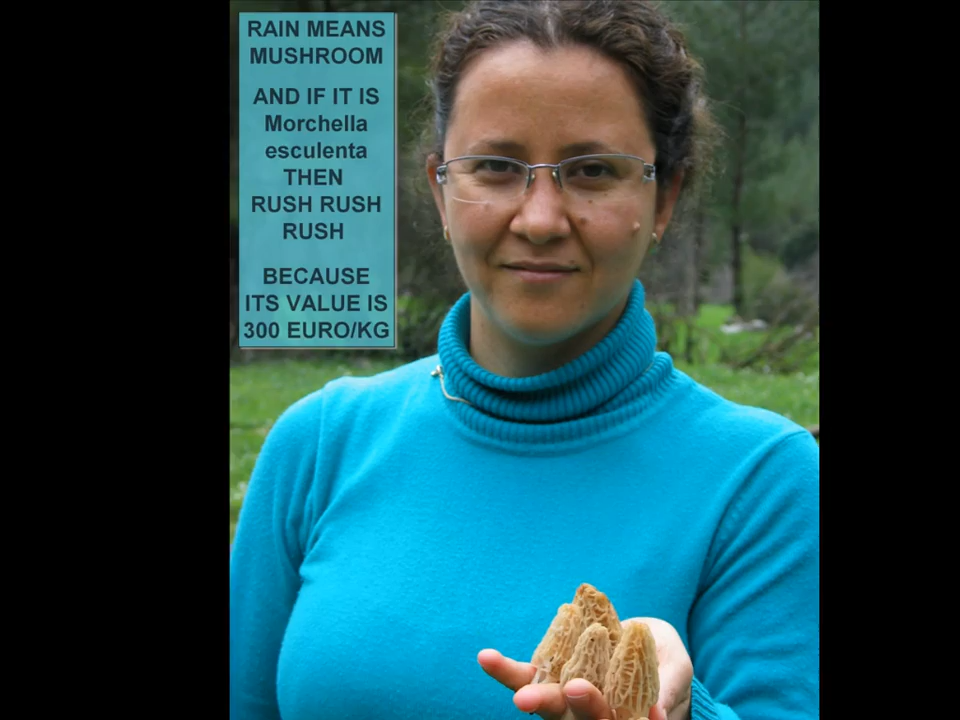 RAIN MEANS
MUSHROOM
AND IF IT IS
Morchella
esculenta
THEN
RUSH RUSH
RUSH
BECAUSE
ITS VALUE IS
300 EURO/KG